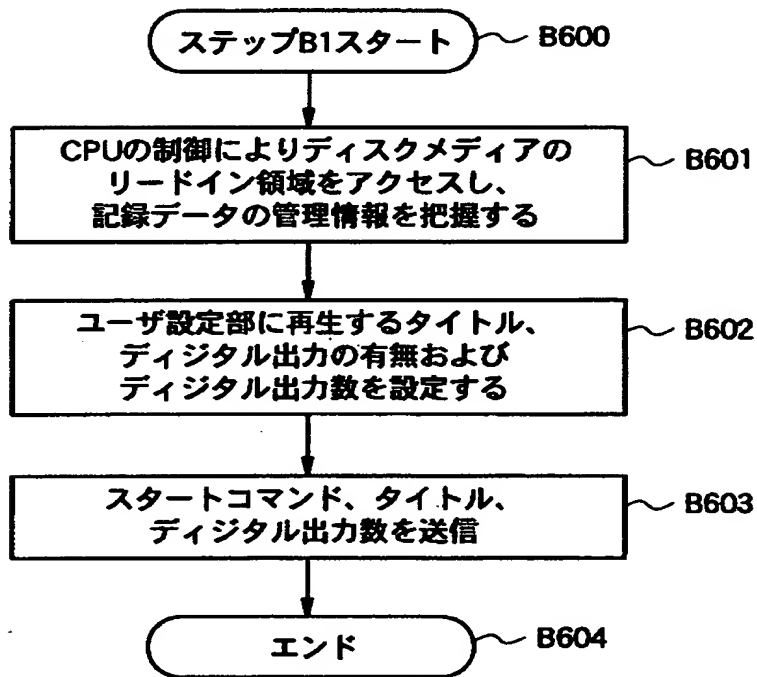 ステップB1スタート
B600
CPUの制御によりディスクメディアの
リードイン領域をアクセスし、
記録データの管理情報を把握する
B601
ユーザ設定部に再生するタイトル、
ディジタル出力の有無および
ディジタル出力数を設定する
B602
スタートコマンド、タイトル、
ディジタル出力数を送信
B603
エンド
B604